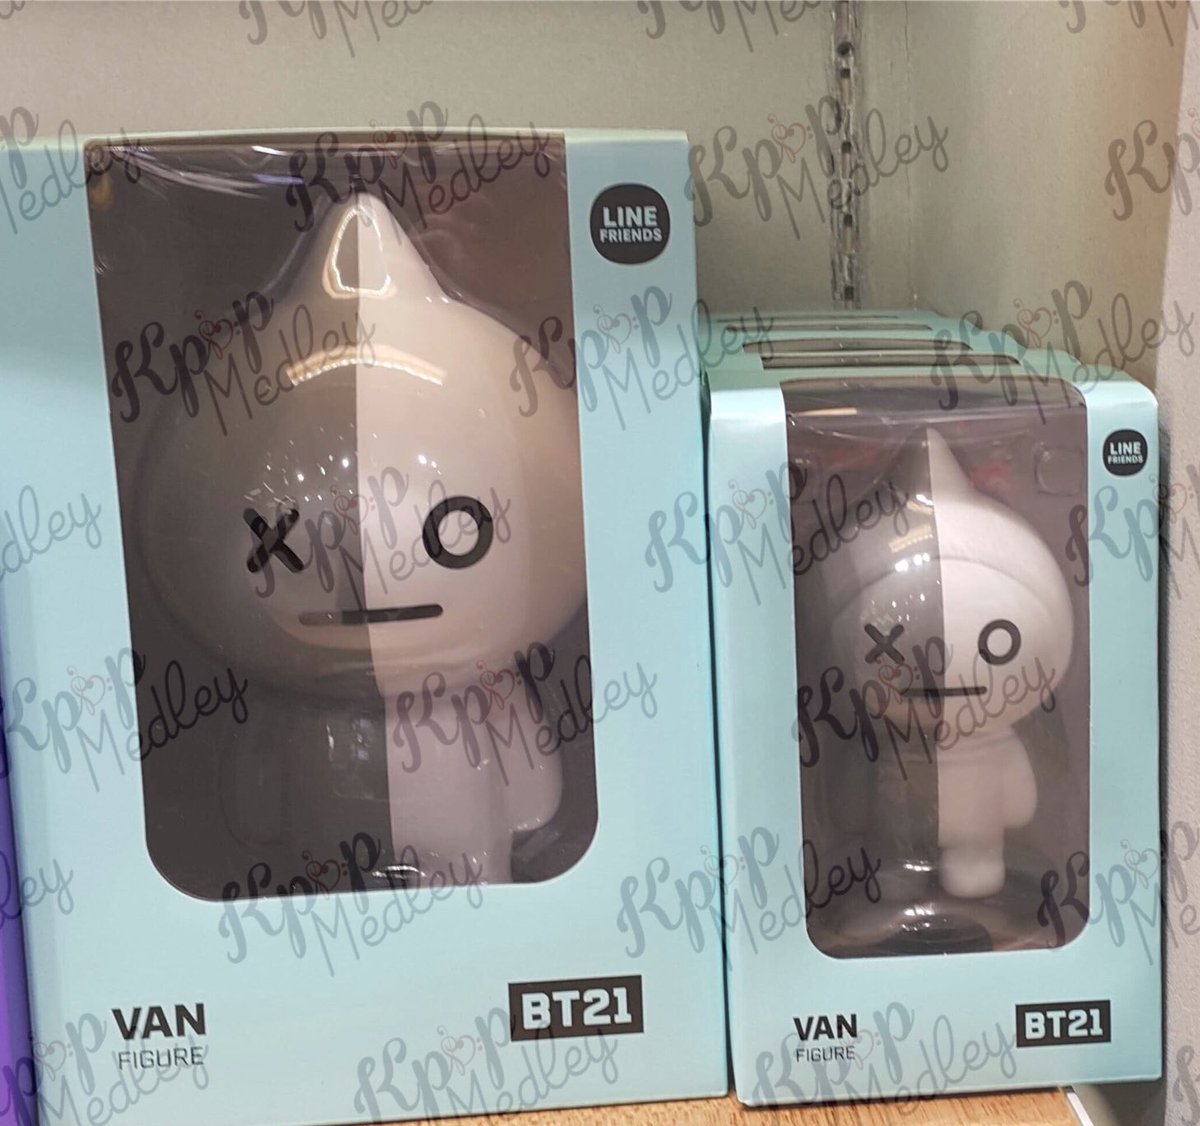 LINE
FRIENDS
VAN
FIGURE
BT21
LINE
FRIENDS
VAN
FIGURE
BT21
Kpop
Medley